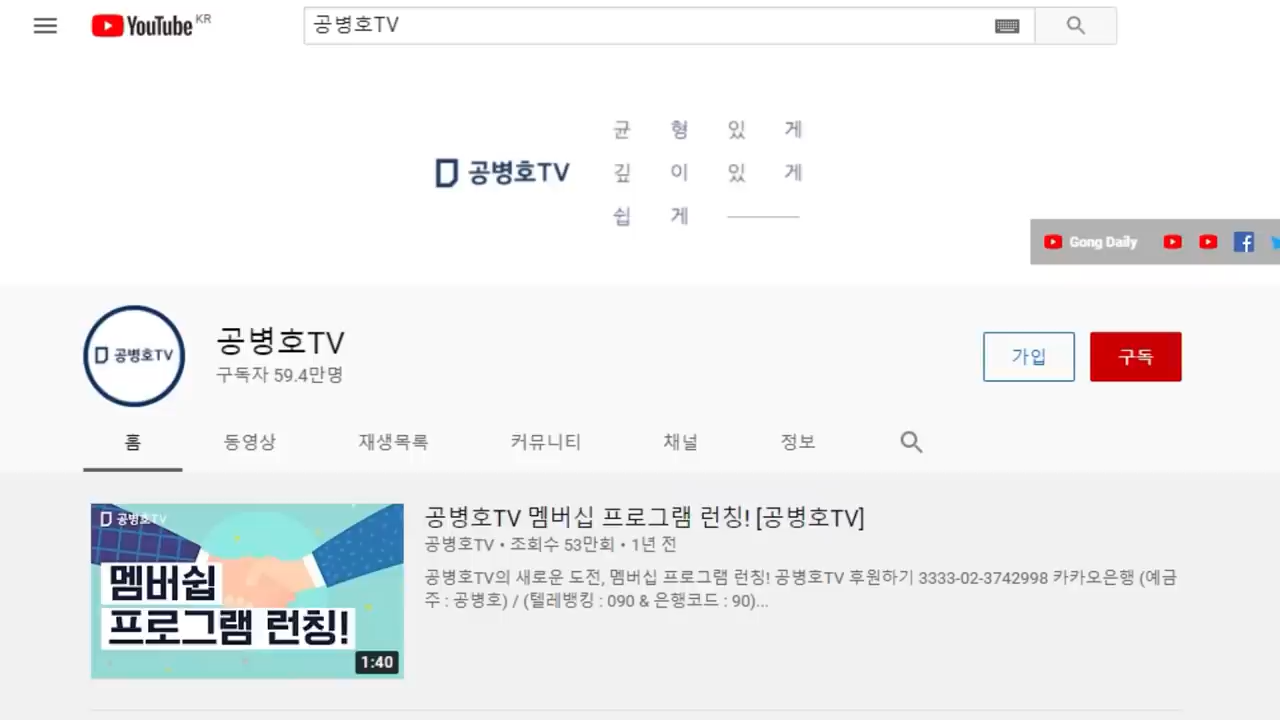 YouTube KR
공병호TV
균 형 있 게
공병호TV
깊 이 있 게
쉽 게
Gong Daily
공병호TV
공병호TV
구독자 59.4만명
가입
구독
홈 동영상 재생목록 커뮤니티 채널 정보
공병호TV
멤버쉽
프로그램 런칭!
1:40
공병호TV 멤버십 프로그램 런칭! [공병호TV]
공병호TV • 조회수 53만회 • 1년 전
공병호TV의 새로운 도전, 멤버십 프로그램 런칭! 공병호TV 후원하기 3333-02-3742998 카카오은행 (예금
주 : 공병호) / (텔레뱅킹 : 090 & 은행코드 : 90)...